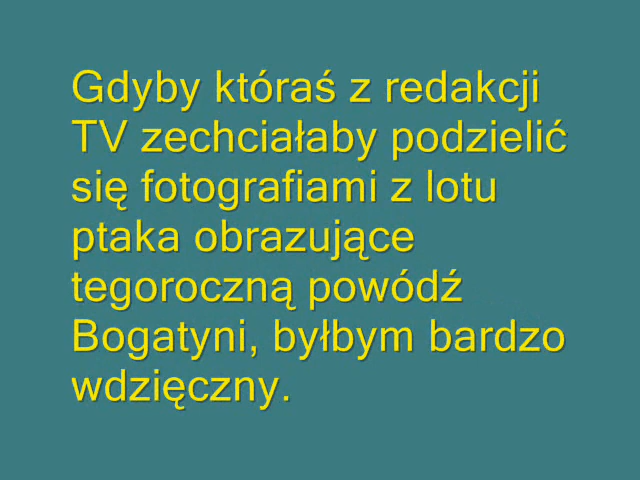 Gdyby któraś z redakcji
TV zechciałaby podzielić
się fotografiami z lotu
ptaka obrazujące
tegoroczną powódź
Bogatyni, byłbym bardzo
wdzięczny.